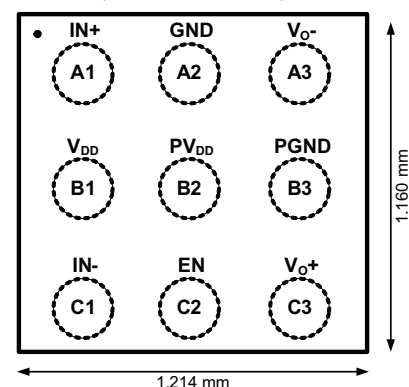 IN+ GND VO-
A1 A2 A3
VDD PVDD PGND
B1 B2 B3
1.160 mm
IN- EN VO+
C1 C2 C3
1.214 mm